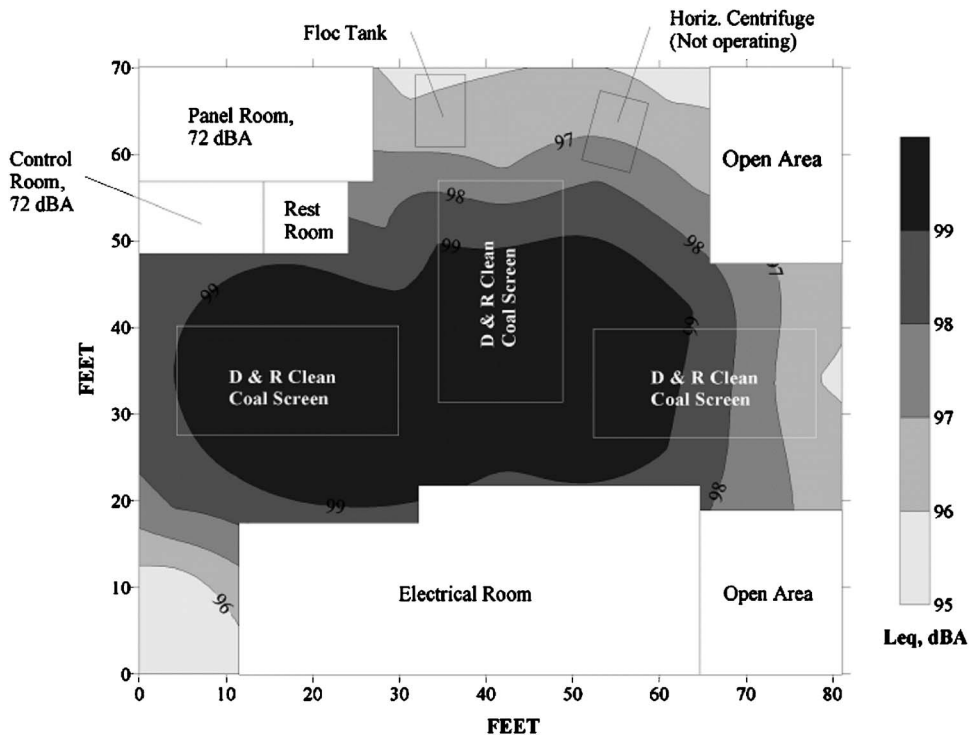 Floc Tank
Horiz. Centrifuge
(Not operating)
70
60
50
40
30
20
10
0
FEET
Panel Room,
72 dBA
Control
Room,
72 dBA
Rest
Room
Open Area
97
98
98
97
99
99
99
D & R Clean
Coal Screen
D & R Clean
Coal Screen
D & R Clean
Coal Screen
99
98
96
Electrical Room
Open Area
0
10
20
30
40
50
60
70
80
FEET
99
98
97
96
95
Leq, dBA